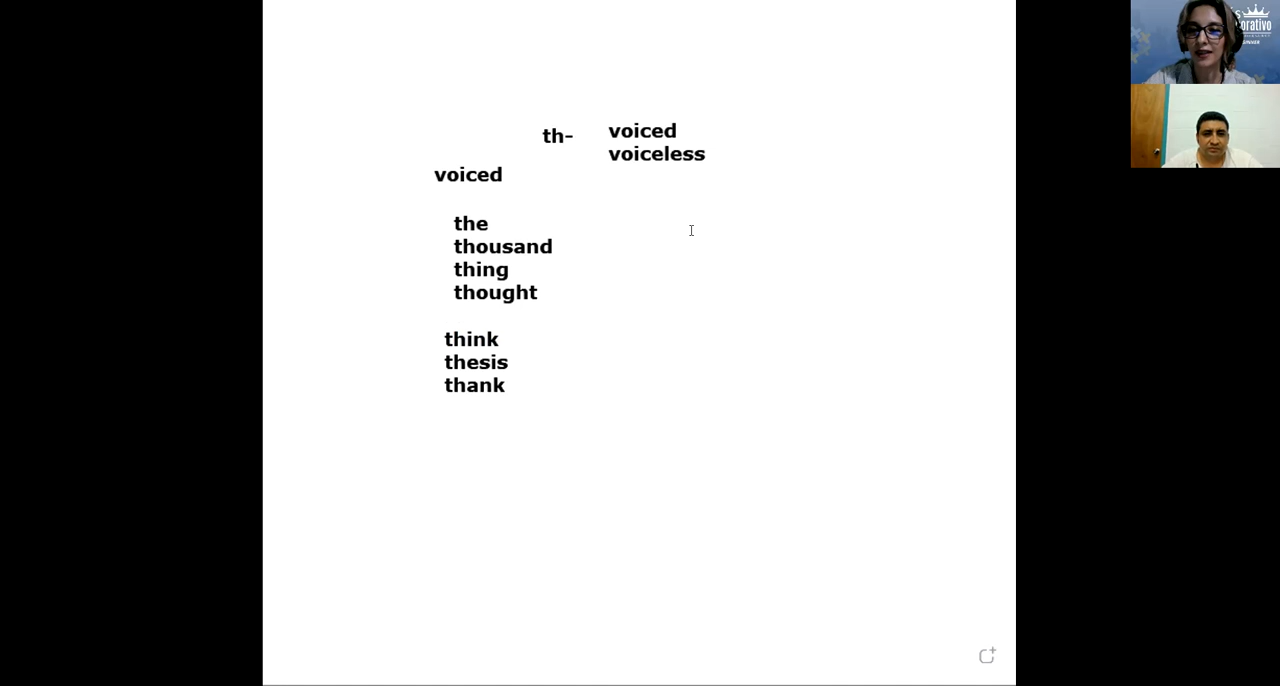 th- voiced
voiceless
voiced
the
thousand
thing
thought
think
thesis
thank